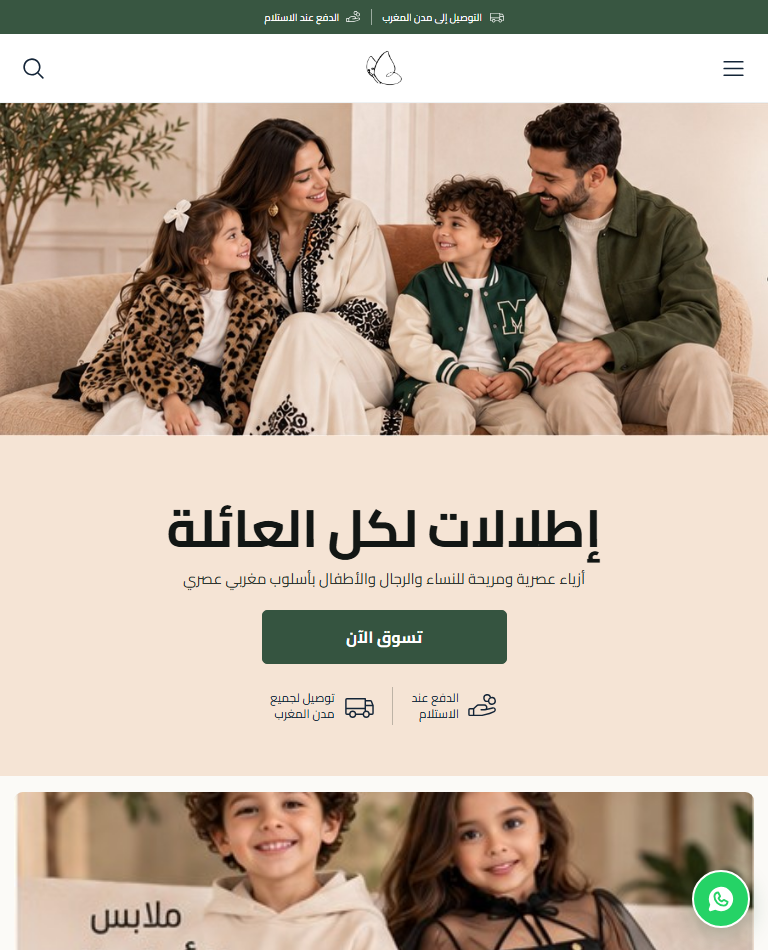 التوصيل إلى مدن المغرب
الدفع عند الاستلام
M
إطلالات لكل العائلة
أزياء عصرية ومريحة للنساء والرجال والأطفال بأسلوب مغربي عصري
تسوق الآن
الدفع عند
الاستلام
توصيل لجميع
مدن المغرب
ملابس